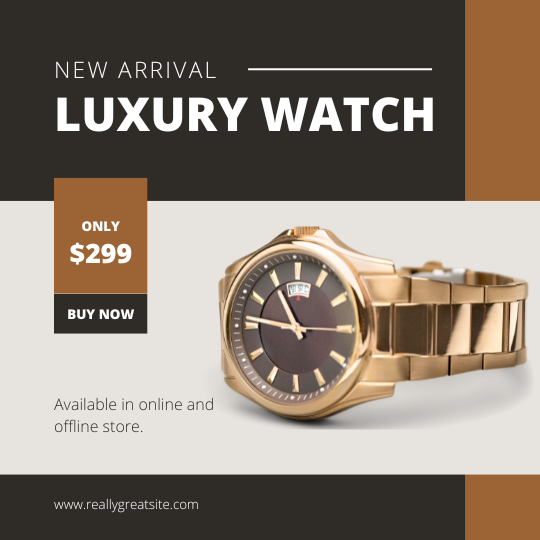 NEW ARRIVAL
LUXURY WATCH
ONLY
$299
BUY NOW
Available in online and
offline store.
www.reallygreatsite.com